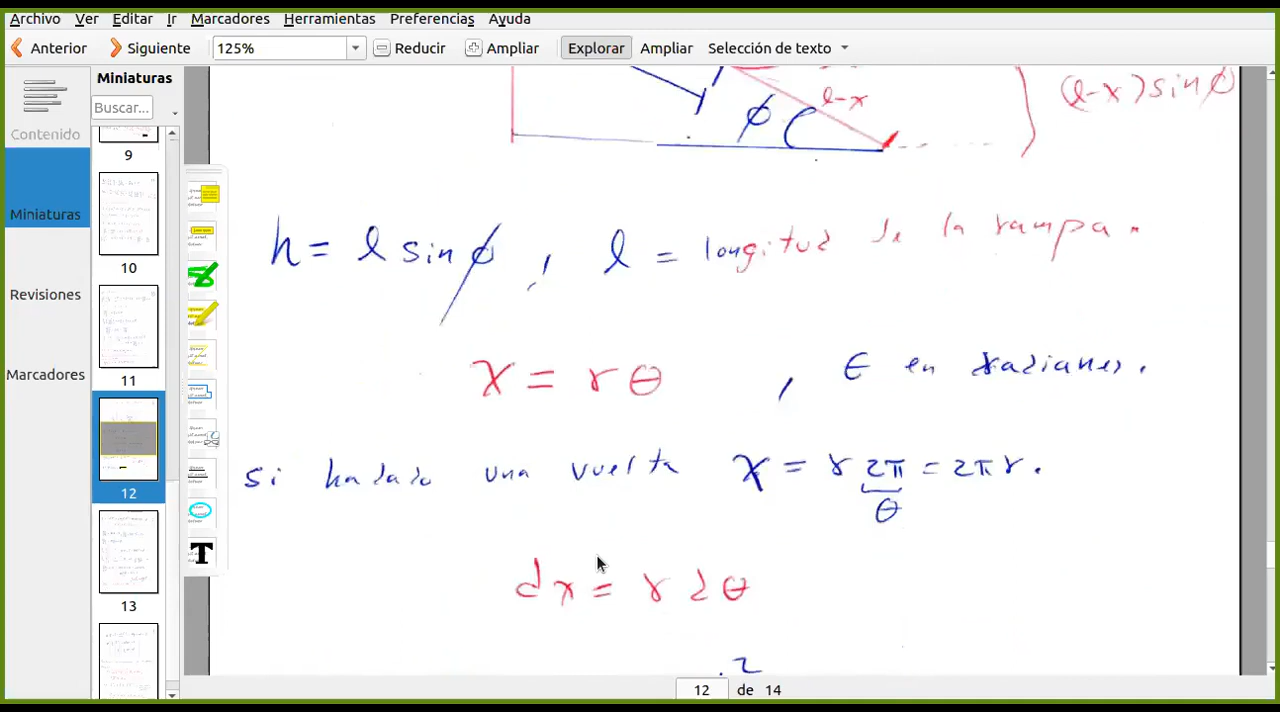 Archivo Ver Editar Ir Marcadores Herramientas Preferencias Ayuda
Anterior Siguiente 125% Reducir Ampliar Explorar Ampliar Selección de texto
Contenido
Miniaturas
Revisiones
Marcadores
Miniaturas
Buscar...
9
10
11
12
13
T
l-x
(l-x) sin ϕ
ϕ
h = l sin ϕ , l = longitud de la rampa.
x = rθ , θ en radianes.
si ha dado una vuelta x = r 2π = 2πr.
θ
dx = r dθ
2
12 de 14